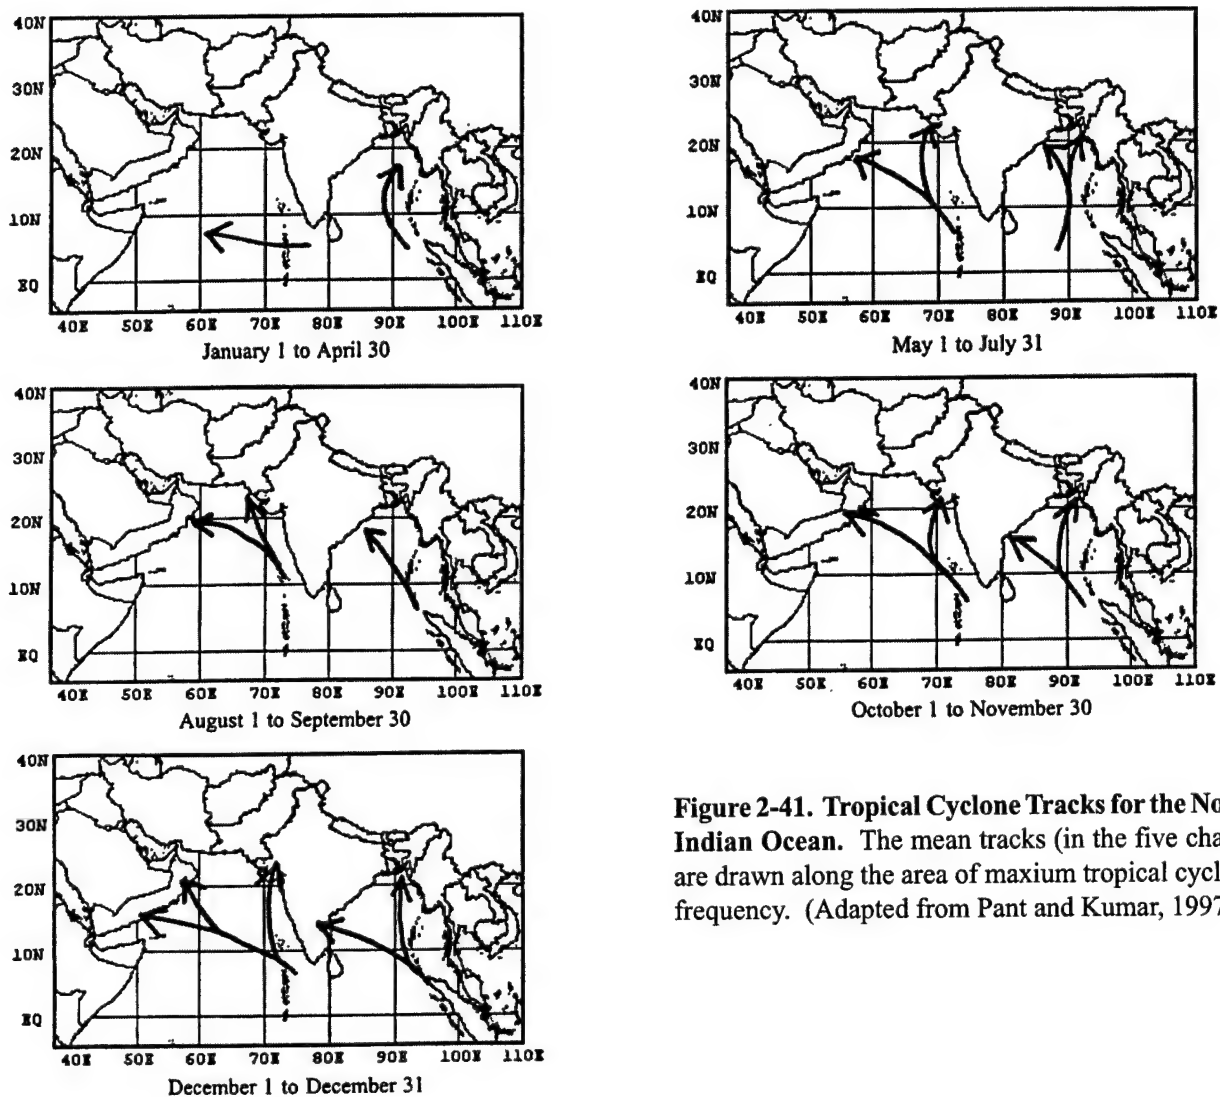 40N
30N
20N
10N
EQ
40E 50E 60E 70E 80E 90E 100E 110E
January 1 to April 30
40N
30N
20N
10N
EQ
40E 50E 60E 70E 80E 90E 100E 110E
May 1 to July 31
40N
30N
20N
10N
EQ
40E 50E 60E 70E 80E 90E 100E 110E
August 1 to September 30
40N
30N
20N
10N
EQ
40E 50E 60E 70E 80E 90E 100E 110E
October 1 to November 30
40N
30N
20N
10N
EQ
40E 50E 60E 70E 80E 90E 100E 110E
December 1 to December 31
Figure 2-41. Tropical Cyclone Tracks for the No
Indian Ocean. The mean tracks (in the five cha
are drawn along the area of maxium tropical cycl
frequency. (Adapted from Pant and Kumar, 1997